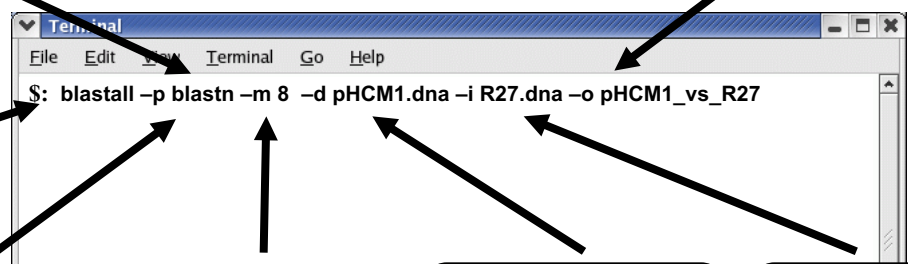 Terminal
File Edit View Terminal Go Help
$: blastall –p blastn –m 8 –d pHCM1.dna –i R27.dna –o pHCM1_vs_R27